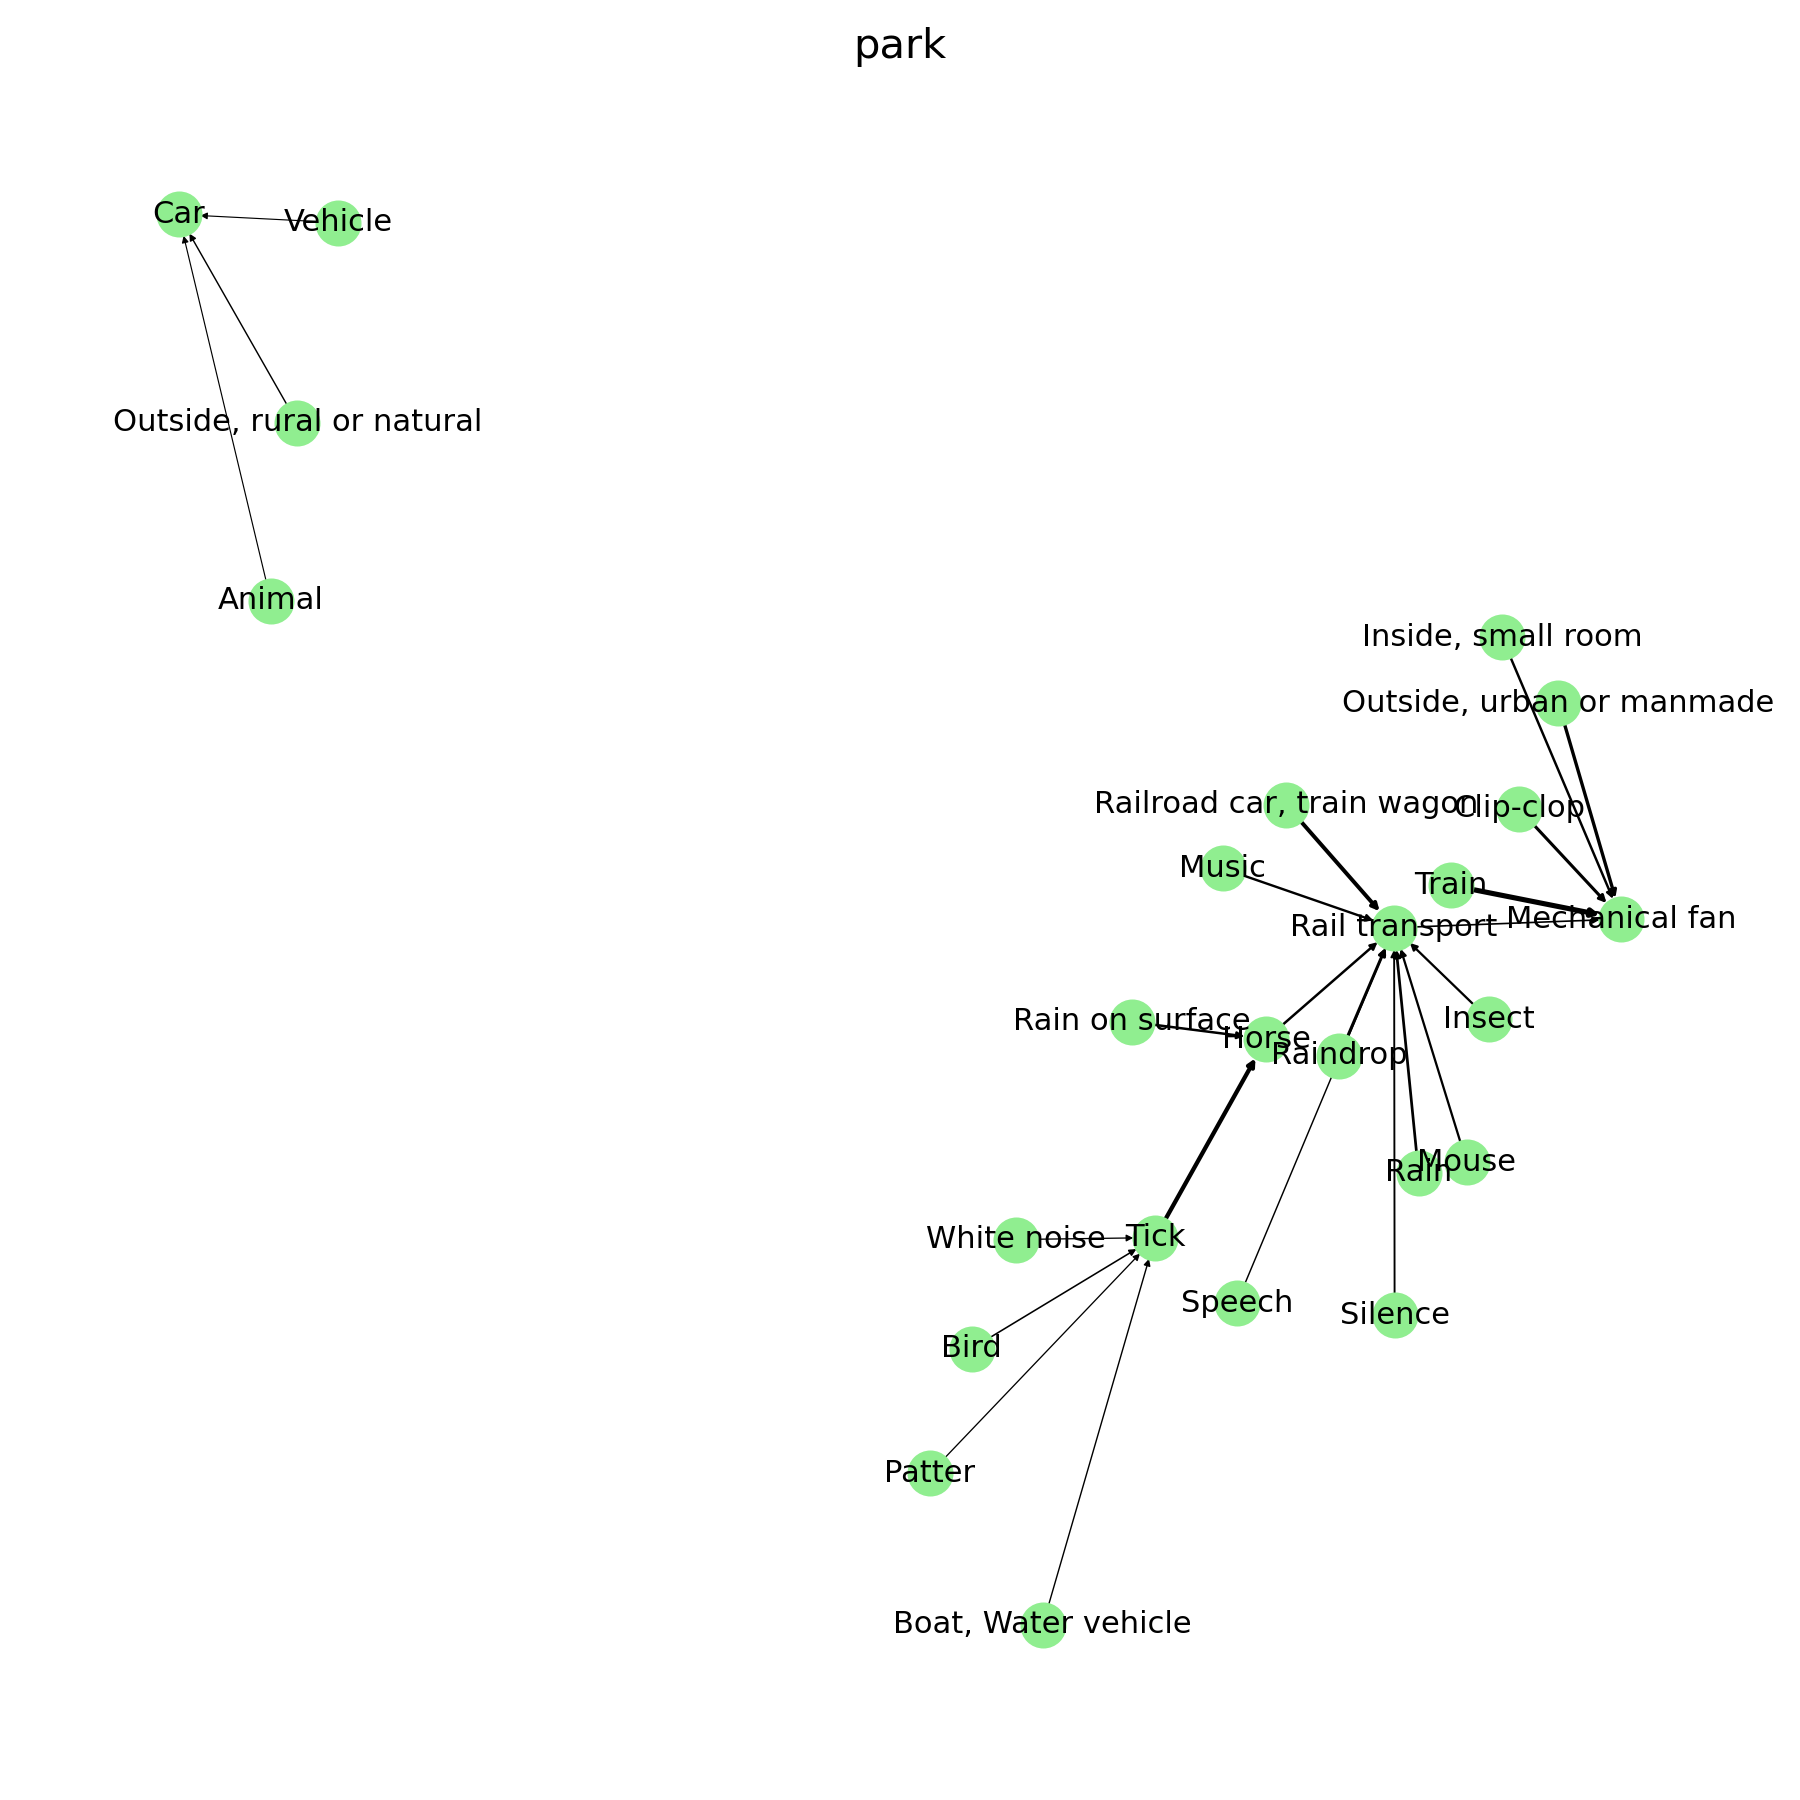 park
Car
Vehicle
Outside, rural or natural
Animal
Inside, small room
Outside, urban or manmade
Railroad car, train wagon
Clip-clop
Music
Train
Mechanical fan
Rail transport
Rain on surface
Insect
Horse
Raindrop
Mouse
Rain
White noise
Tick
Speech
Silence
Bird
Patter
Boat, Water vehicle